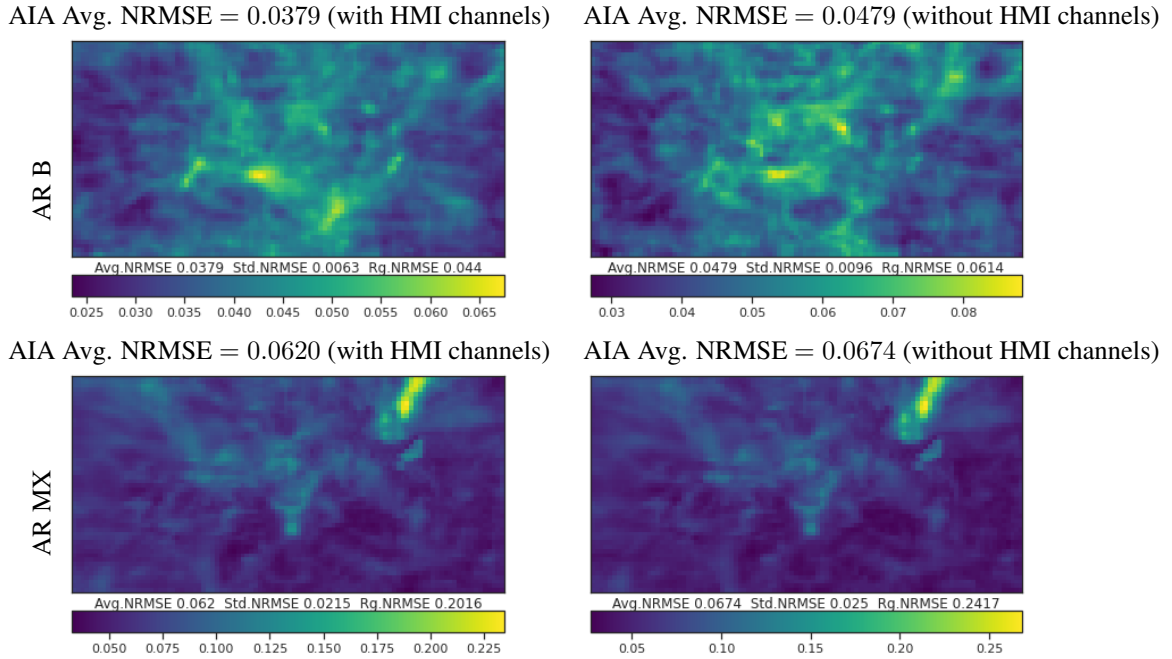 AIA Avg. NRMSE = 0.0379 (with HMI channels)
AIA Avg. NRMSE = 0.0479 (without HMI channels)
AR B
Avg.NRMSE 0.0379 Std.NRMSE 0.0063 Rg.NRMSE 0.044
0.025 0.030 0.035 0.040 0.045 0.050 0.055 0.060 0.065
Avg.NRMSE 0.0479 Std.NRMSE 0.0096 Rg.NRMSE 0.0614
0.03 0.04 0.05 0.06 0.07 0.08
AIA Avg. NRMSE = 0.0620 (with HMI channels)
AIA Avg. NRMSE = 0.0674 (without HMI channels)
AR MX
Avg.NRMSE 0.062 Std.NRMSE 0.0215 Rg.NRMSE 0.2016
0.050 0.075 0.100 0.125 0.150 0.175 0.200 0.225
Avg.NRMSE 0.0674 Std.NRMSE 0.025 Rg.NRMSE 0.2417
0.05 0.10 0.15 0.20 0.25